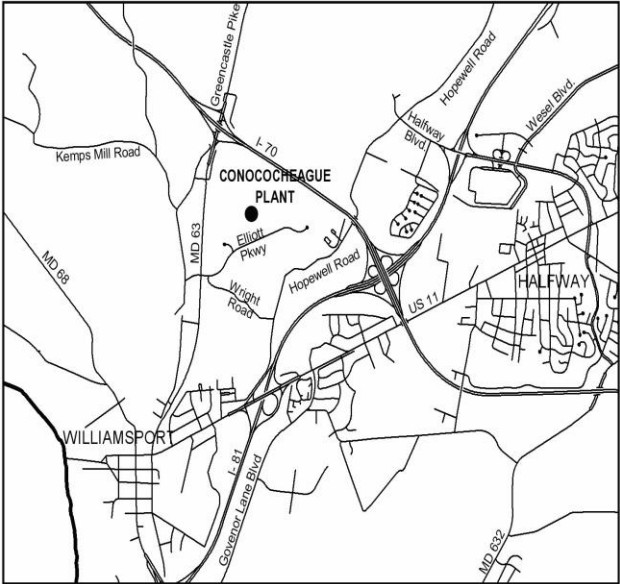 Greencastle Pike
Hopewell Road
Wesel Blvd.
Halfway
Blvd.
I- 70
Kemps Mill Road
CONOCOCHEAGUE
PLANT
MD 63
Elliott
Pkwy
MD 68
Wright
Road
Hopewell Road
US 11
HALFWAY
WILLIAMSPORT
I- 81
Govenor Lane Blvd
MD 632